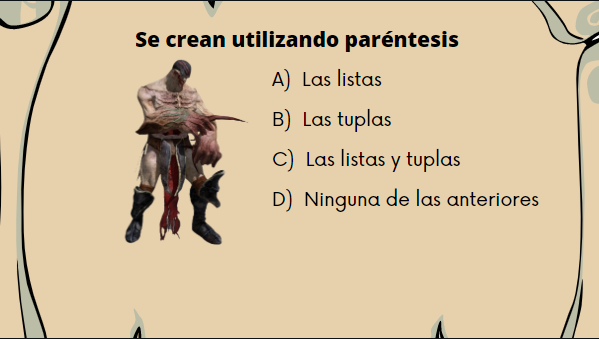 Se crean utilizando paréntesis
A) Las listas
B) Las tuplas
C) Las listas y tuplas
D) Ninguna de las anteriores